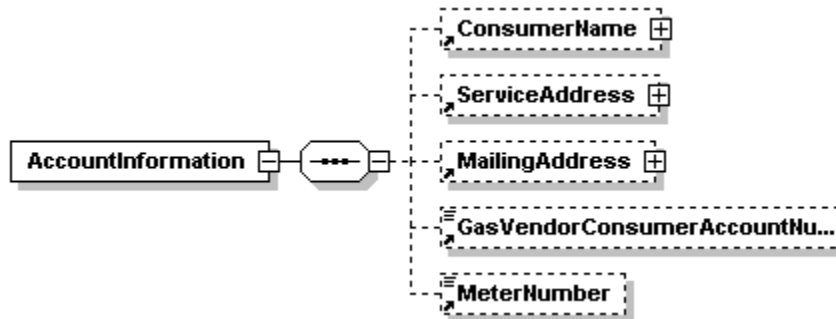 ConsumerName
ServiceAddress
AccountInformation
MailingAddress
GasVendorConsumerAccountNu...
MeterNumber